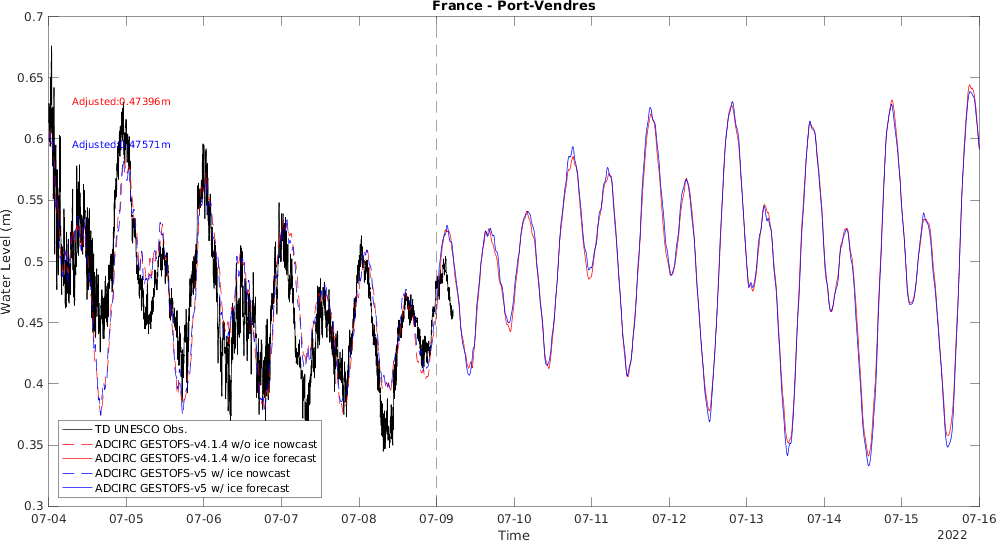 France - Port-Vendres
0.7
0.65
0.6
0.55
0.5
0.45
0.4
0.35
0.3
Water Level (m)
Adjusted:0.47396m
Adjusted:0.47571m
TD UNESCO Obs.
ADCIRC GESTOFS-v4.1.4 w/o ice nowcast
ADCIRC GESTOFS-v4.1.4 w/o ice forecast
ADCIRC GESTOFS-v5 w/ ice nowcast
ADCIRC GESTOFS-v5 w/ ice forecast
07-04 07-05 07-06 07-07 07-08 07-09 07-10 07-11 07-12 07-13 07-14 07-15 07-16
Time
2022